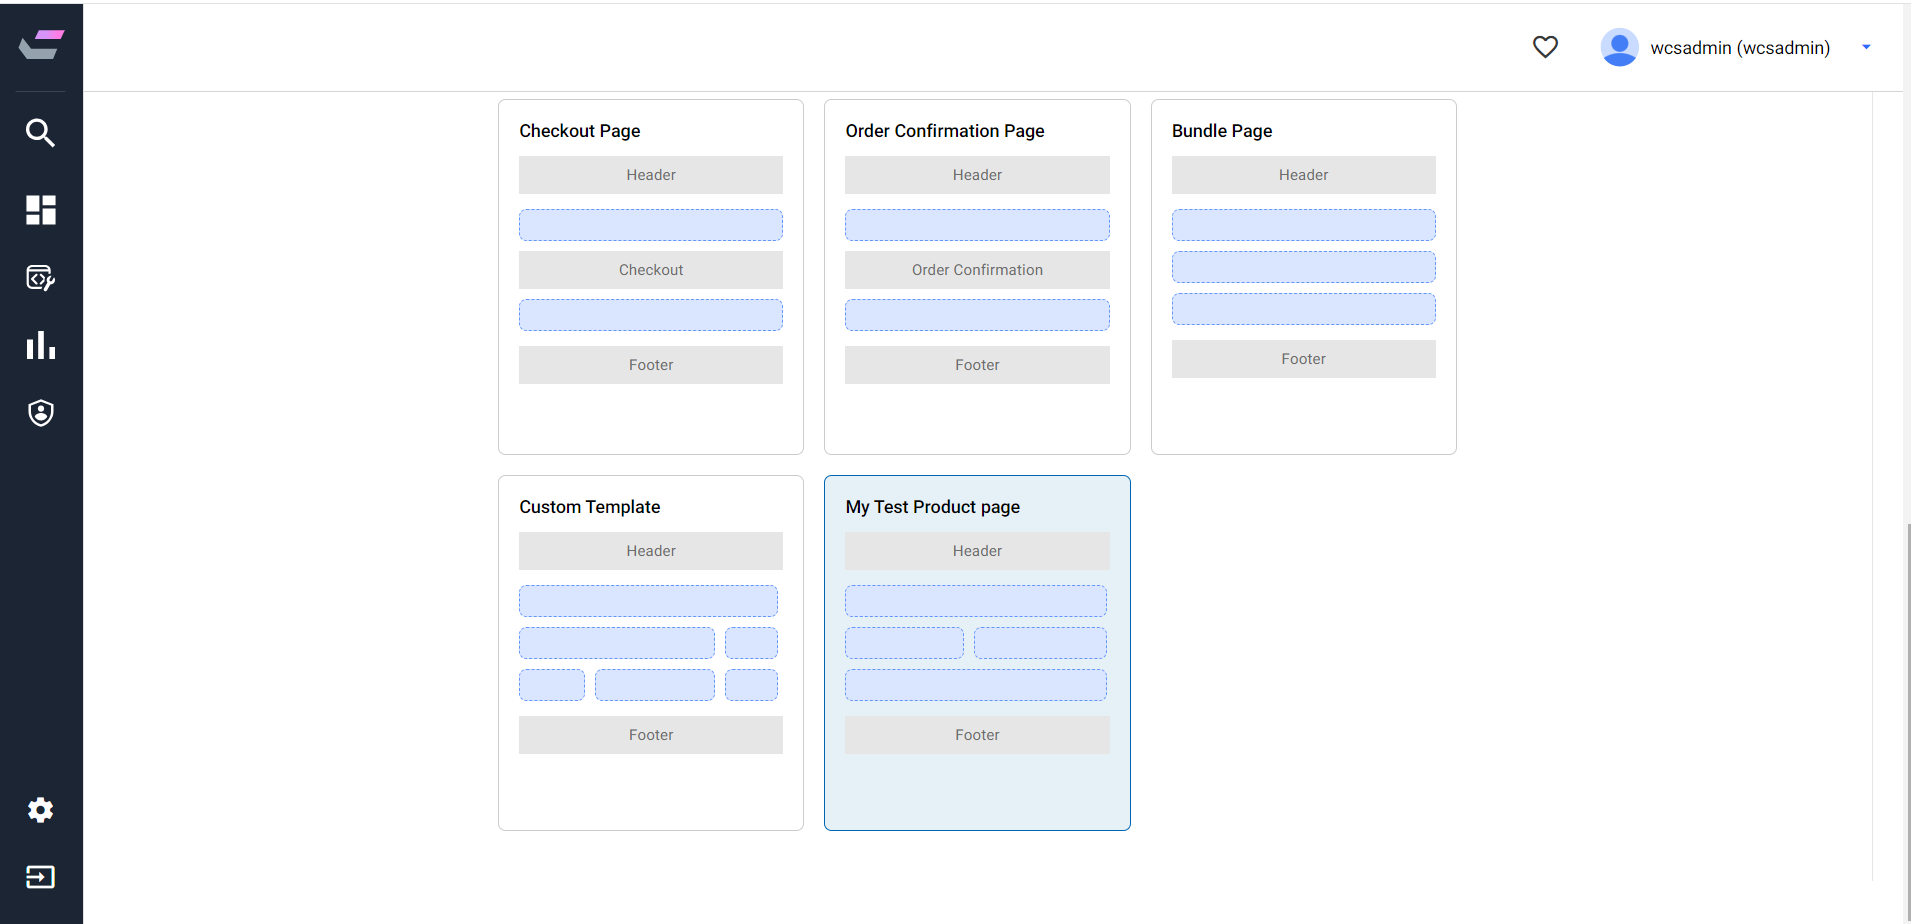 wcsadmin (wcsadmin)
Checkout Page
Header
Checkout
Footer
Order Confirmation Page
Header
Order Confirmation
Footer
Bundle Page
Header
Footer
Custom Template
Header
Footer
My Test Product page
Header
Footer